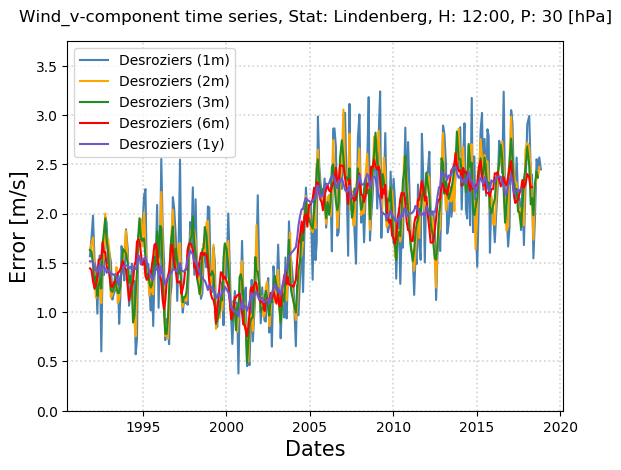 Wind_v-component time series, Stat: Lindenberg, H: 12:00, P: 30 [hPa]
Desroziers (1m)
Desroziers (2m)
Desroziers (3m)
Desroziers (6m)
Desroziers (1y)
Error [m/s]
3.5
3.0
2.5
2.0
1.5
1.0
0.5
0.0
1995 2000 2005 2010 2015 2020
Dates